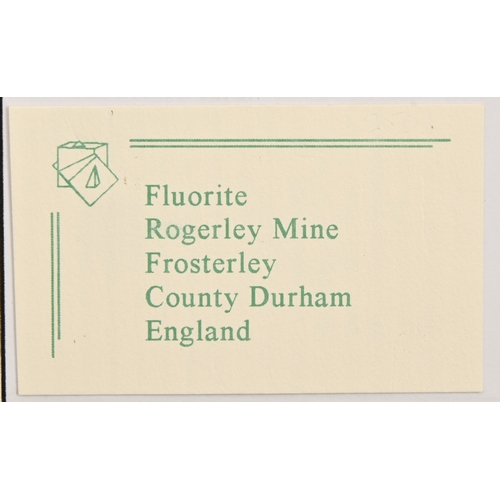 Fluorite
Rogerley Mine
Frosterley
County Durham
England